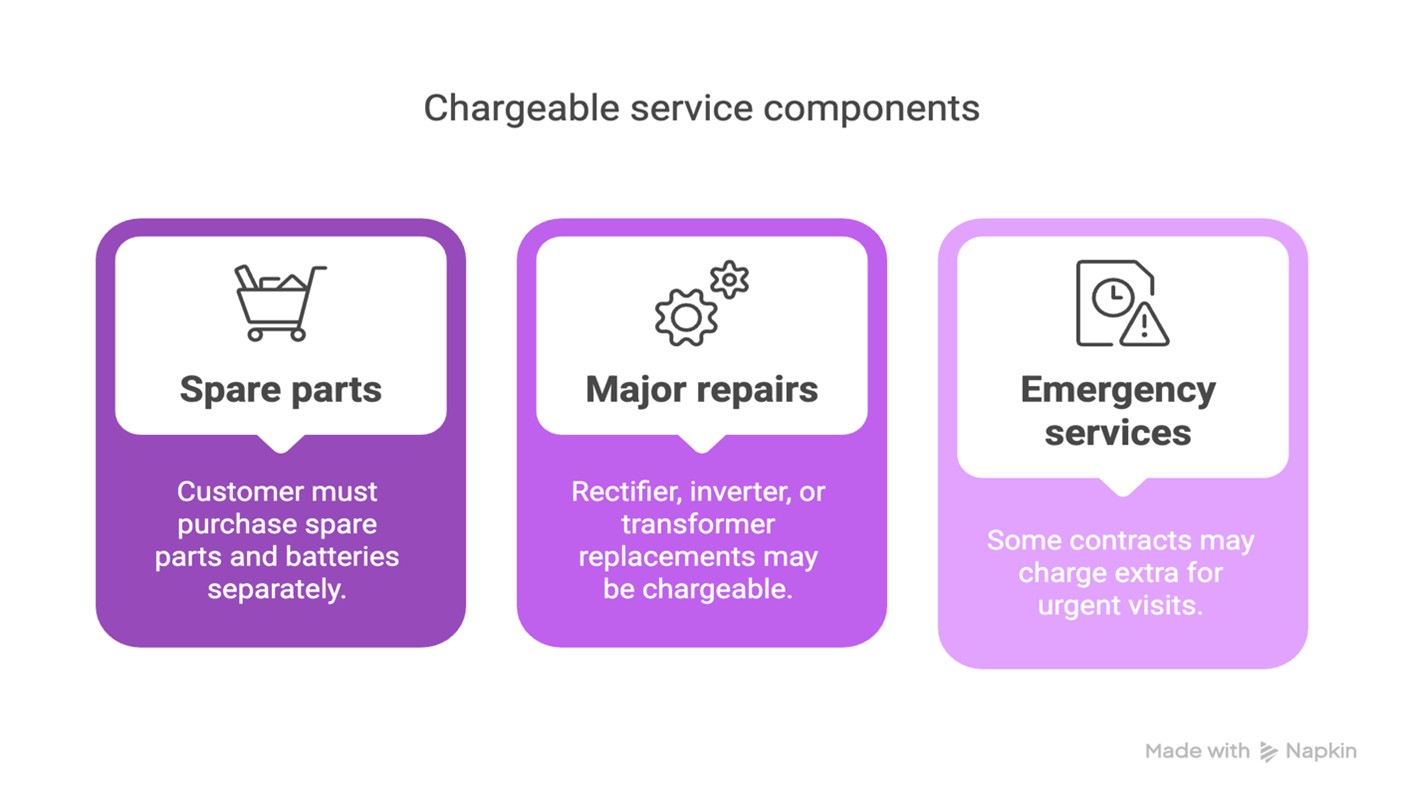 Chargeable service components
Spare parts
Customer must
purchase spare
parts and batteries
separately.
Major repairs
Rectifier, inverter, or
transformer
replacements may
be chargeable.
Emergency
services
Some contracts may
charge extra for
urgent visits.
Made with Napkin